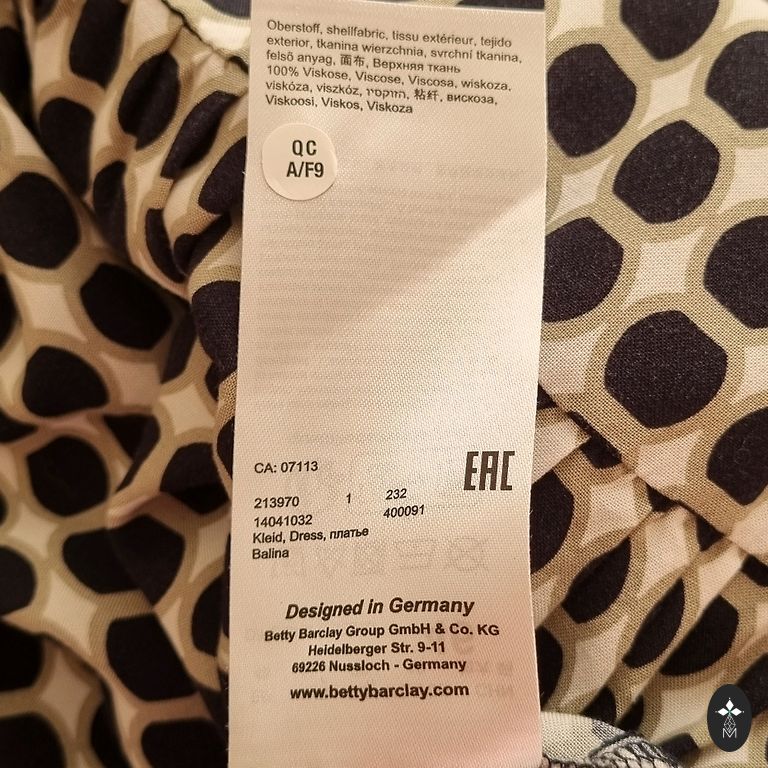 Oberstoff, shellfabric, tissu extérieur, tejido
exterior, tkanina wierzchnia, svrchní tkanina,
felső anyag, 面布, Верхняя ткань
100% Viskose, Viscose, Viscosa, wiskoza,
viskóza, viszkóz, 粘纤, вискоза,
Viskoosi, Viskos, Viskoza
QC
A/F9
CA: 07113
EAC
213970 1 232
14041032 400091
Kleid, Dress, платье
Balina
Designed in Germany
Betty Barclay Group GmbH & Co. KG
Heidelberger Str. 9-11
69226 Nussloch - Germany
www.bettybarclay.com
M